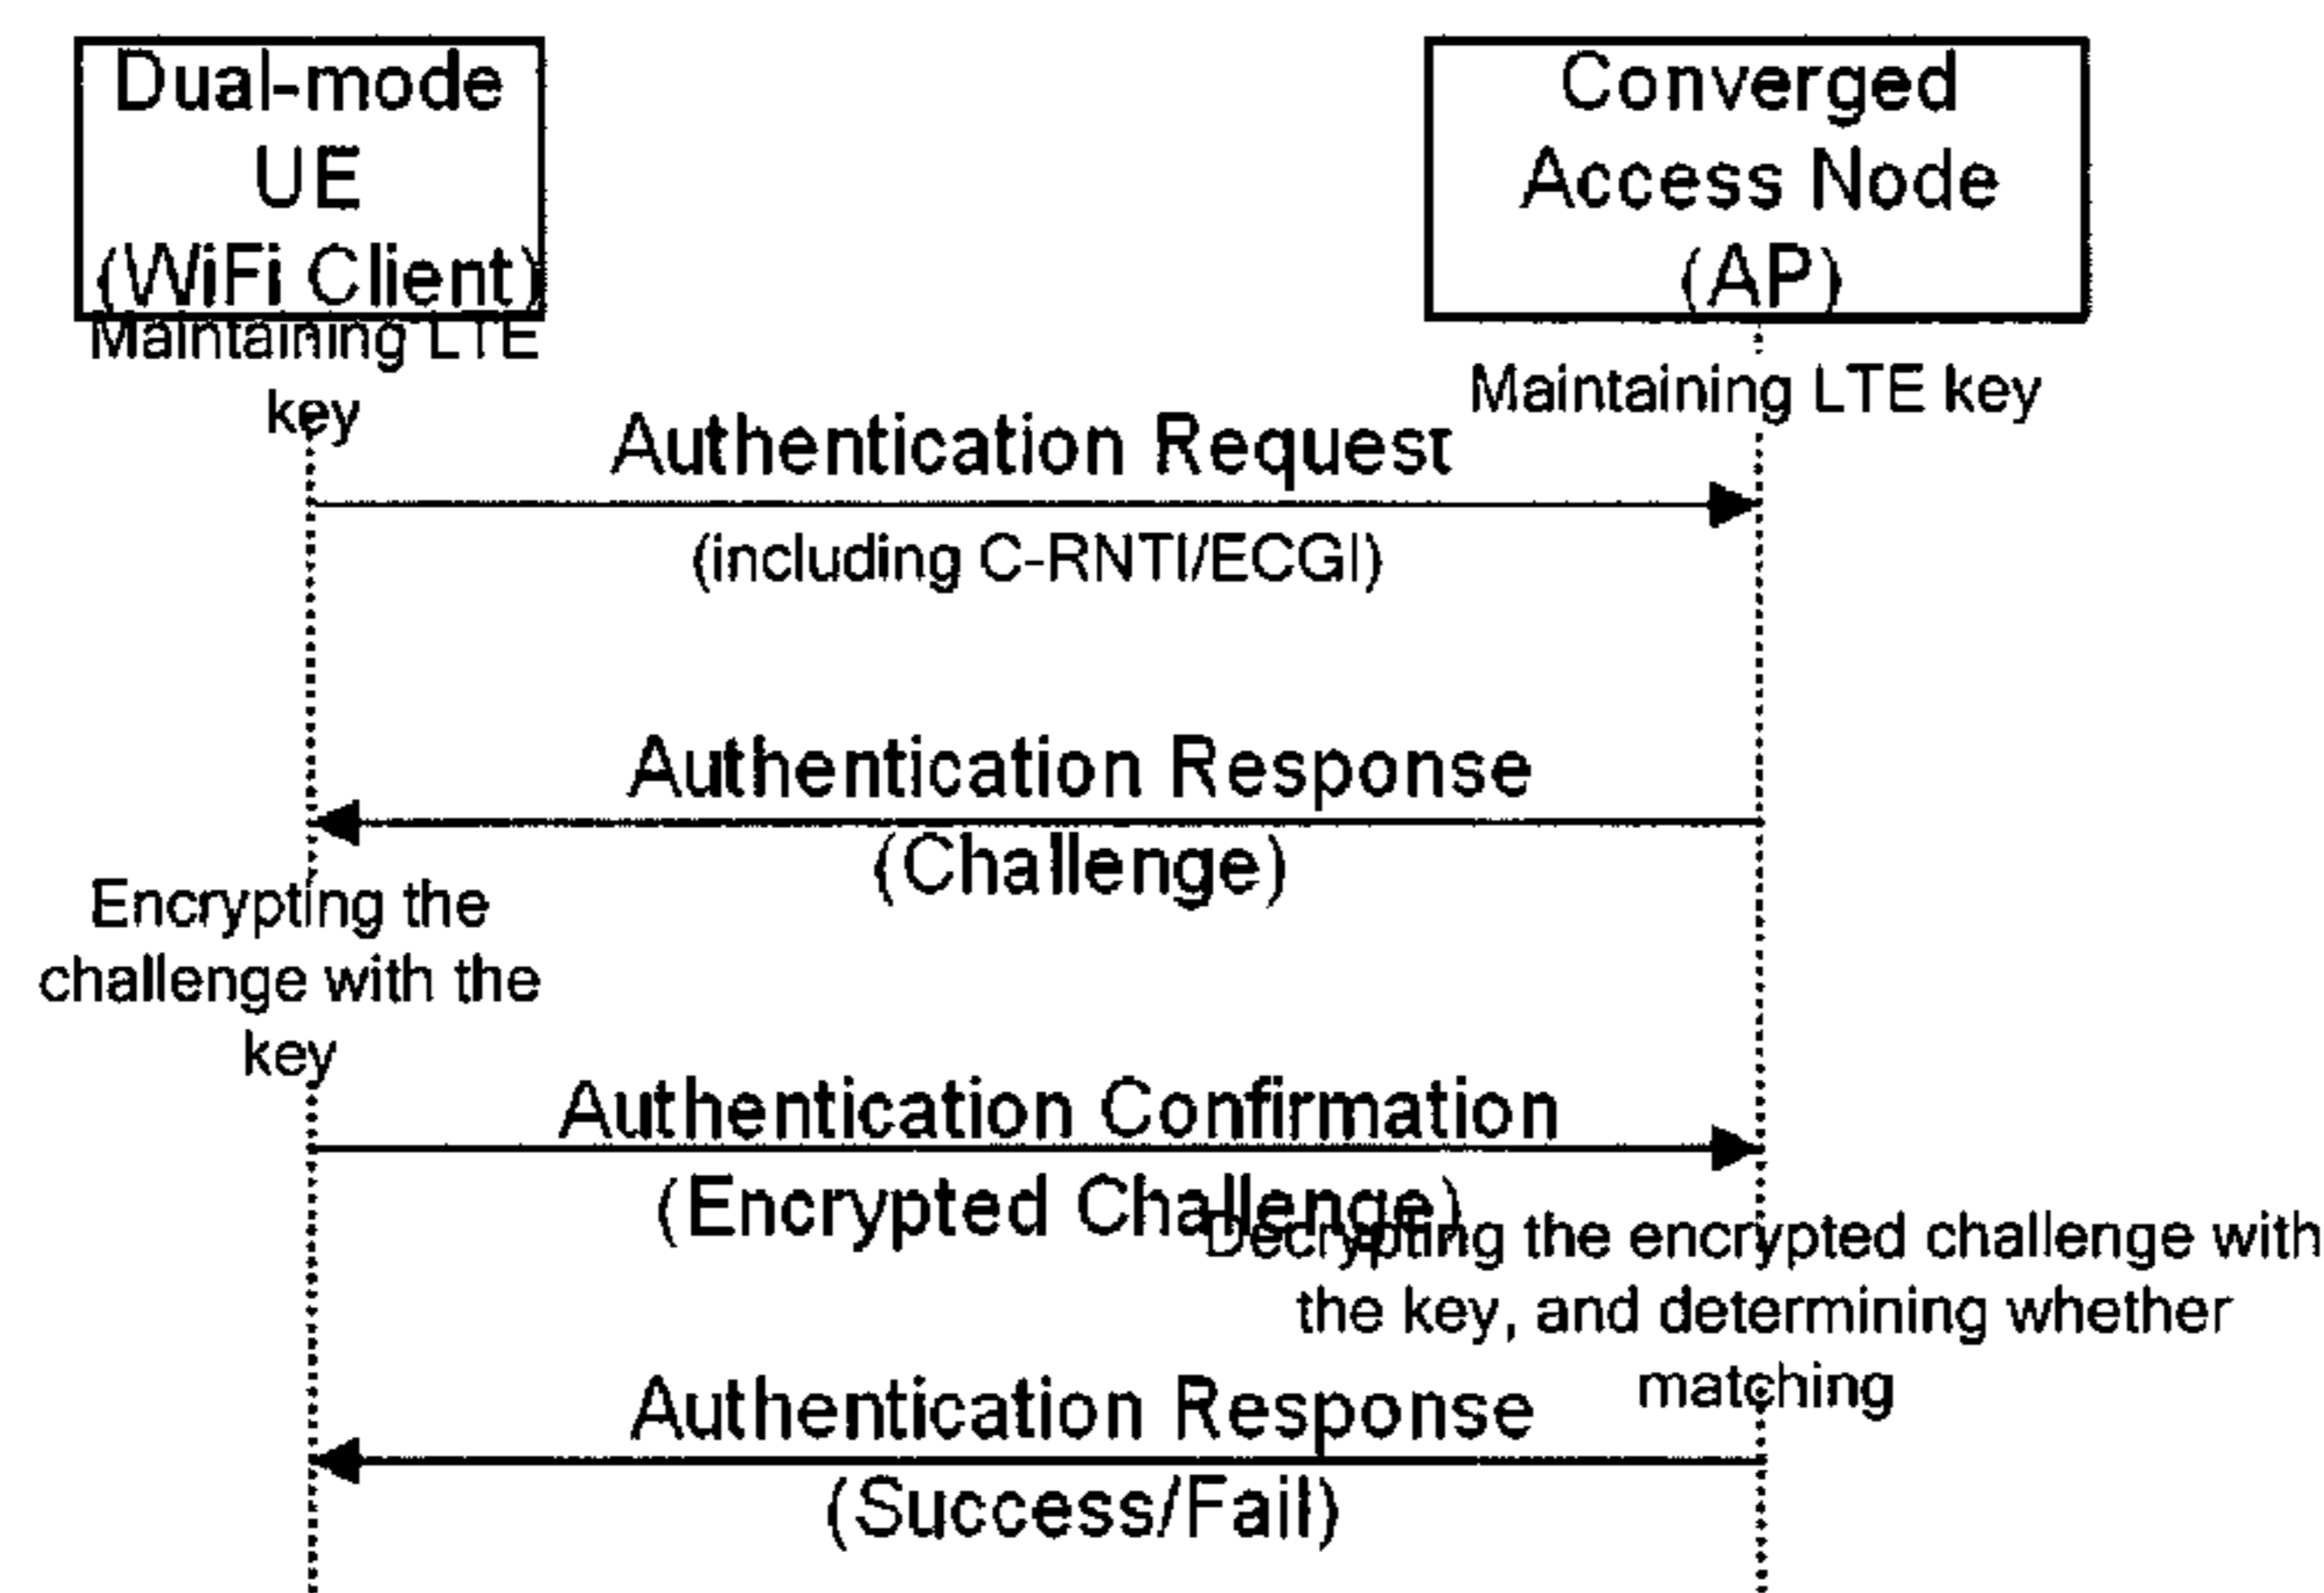 Dual-mode
UE
(WiFi Client)
Converged
Access Node
(AP)
Maintaining LTE
key
Maintaining LTE key
Authentication Request
(including C-RNTI/ECGI)
Authentication Response
(Challenge)
Encrypting the
challenge with the
key
Authentication Confirmation
(Encrypted Challenge)
Decrypting the encrypted challenge with
the key, and determining whether
matching
Authentication Response
(Success/Fail)